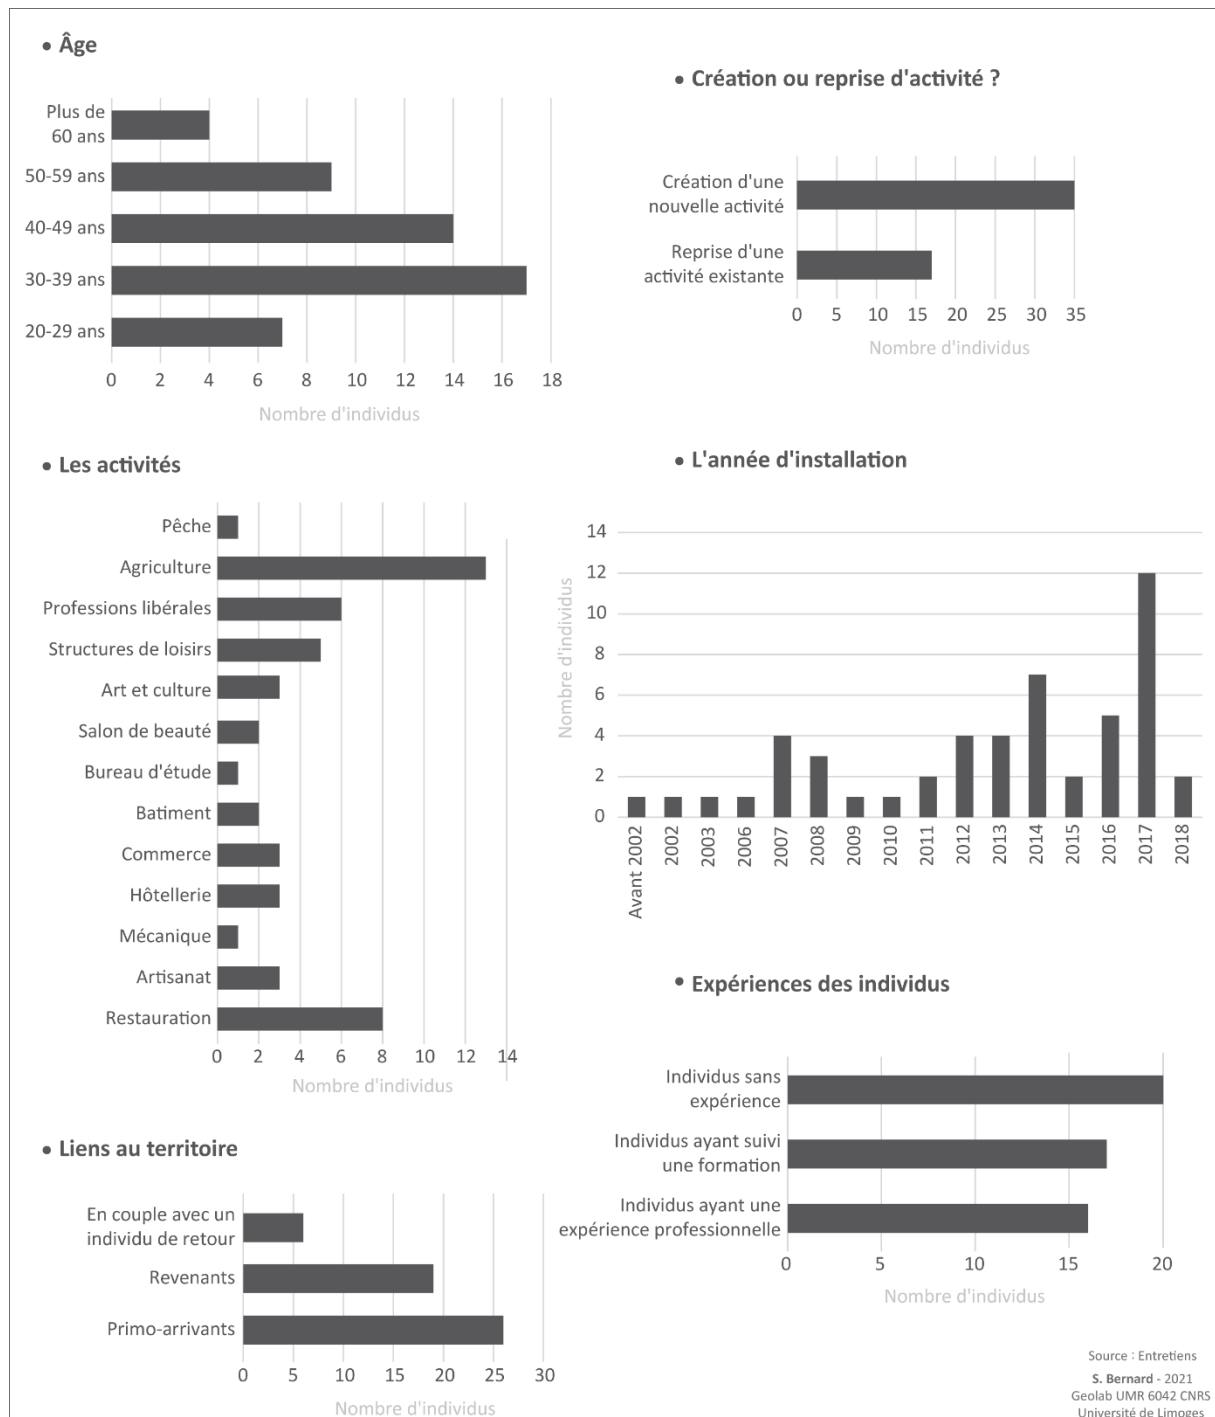 • Âge
Plus de
60 ans
50-59 ans
40-49 ans
30-39 ans
20-29 ans
0 2 4 6 8 10 12 14 16 18
Nombre d'individus
• Création ou reprise d'activité ?
Création d'une
nouvelle activité
Reprise d'une
activité existante
0 5 10 15 20 25 30 35
Nombre d'individus
• Les activités
Pêche
Agriculture
Professions libérales
Structures de loisirs
Art et culture
Salon de beauté
Bureau d'étude
Batiment
Commerce
Hôtellerie
Mécanique
Artisanat
Restauration
0 2 4 6 8 10 12 14
Nombre d'individus
• L'année d'installation
Nombre d'individus
14
12
10
8
6
4
2
0
Avant 2002 2002 2003 2006 2007 2008 2009 2010 2011 2012 2013 2014 2015 2016 2017 2018
• Expériences des individus
Individus sans
expérience
Individus ayant suivi
une formation
Individus ayant une
expérience professionnelle
0 5 10 15 20
Nombre d'individus
• Liens au territoire
En couple avec un
individu de retour
Revenants
Primo-arrivants
0 5 10 15 20 25 30
Nombre d'individus
Source : Entretiens
S. Bernard - 2021
Geolab UMR 6042 CNRS
Université de Limoges